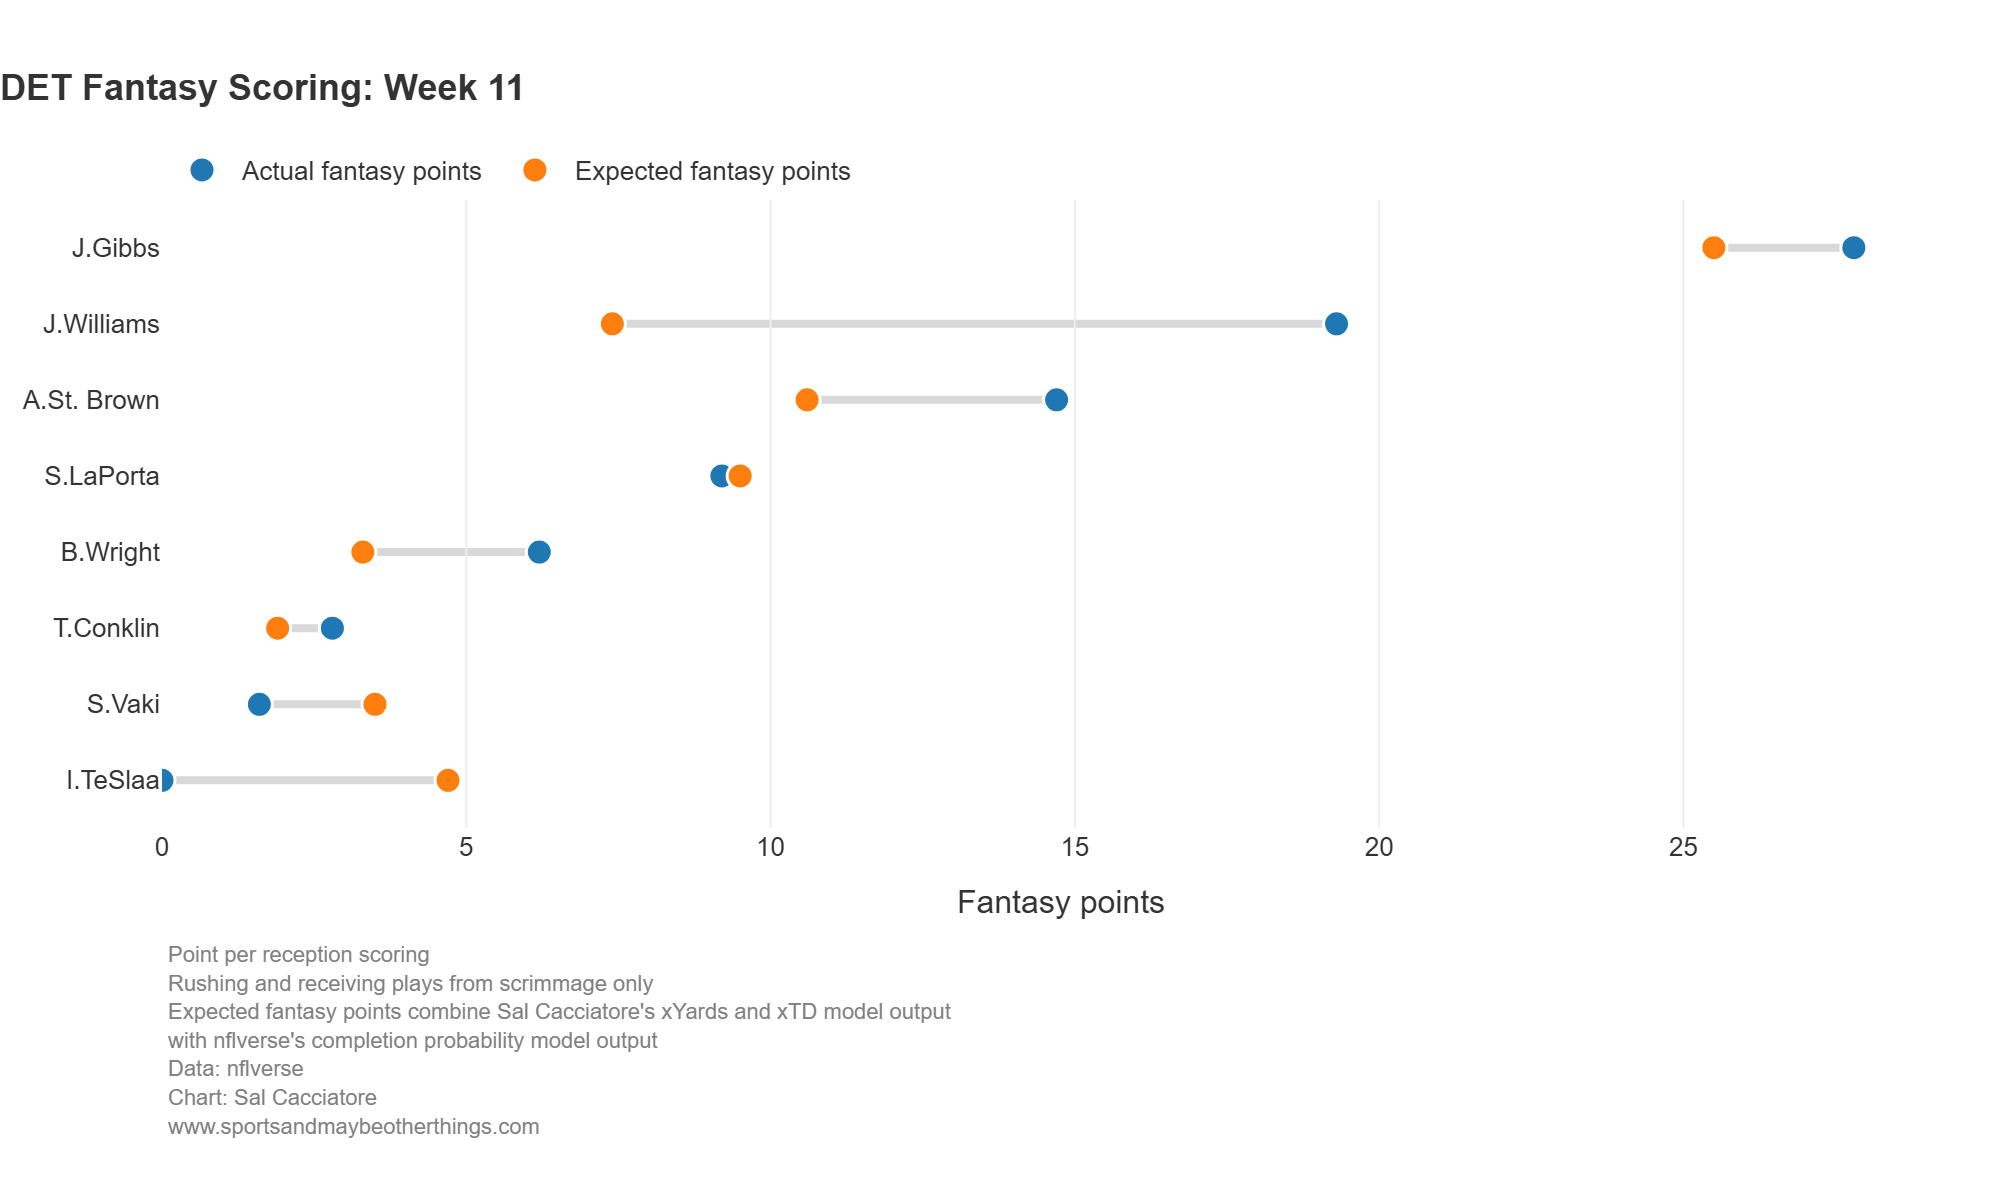 DET Fantasy Scoring: Week 11
Actual fantasy points
Expected fantasy points
J.Gibbs
J.Williams
A.St. Brown
S.LaPorta
B.Wright
T.Conklin
S.Vaki
I.TeSlaa
0 5 10 15 20 25
Fantasy points
Point per reception scoring
Rushing and receiving plays from scrimmage only
Expected fantasy points combine Sal Cacciatore's xYards and xTD model output
with nflverse's completion probability model output
Data: nflverse
Chart: Sal Cacciatore
www.sportsandmaybeotherthings.com